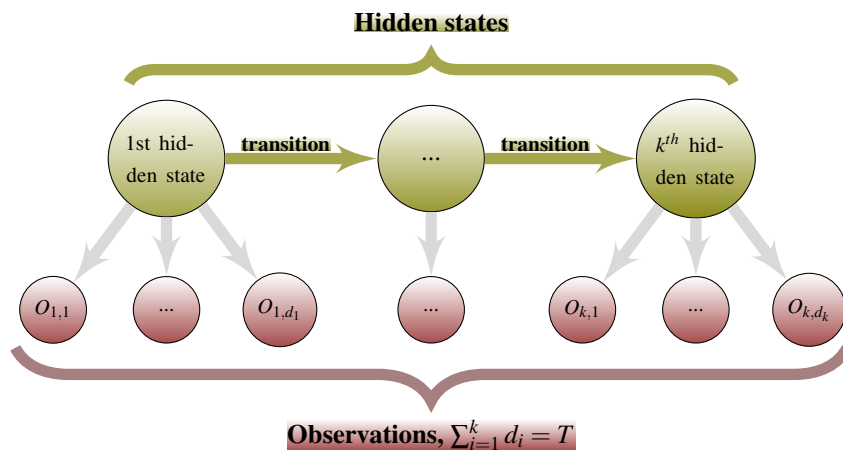 Hidden states
1st hid-
den state
transition
...
transition
k^{th} hid-
den state
O_{1,1}
...
O_{1,d_1}
...
O_{k,1}
...
O_{k,d_k}
Observations, \sum_{i=1}^{k} d_i = T